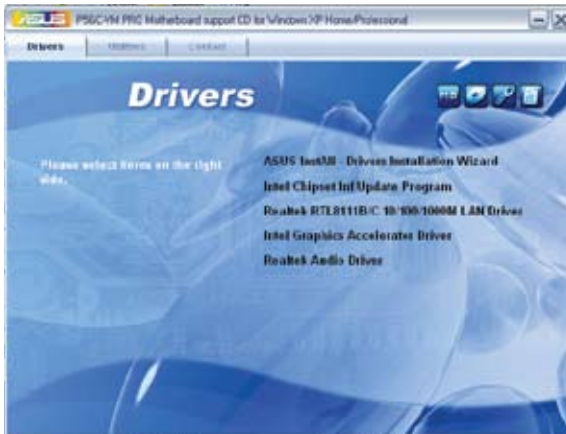 ASUS P5GC-VM PRO Motherboard support CD for Windows XP Home/Professional
Drivers Utilities Contact
Drivers
Please select items on the right
side.
ASUS InstAll - Drivers Installation Wizard
Intel Chipset Inf Update Program
Realtek RTL8111B/C 10/100/1000M LAN Driver
Intel Graphics Accelerator Driver
Realtek Audio Driver